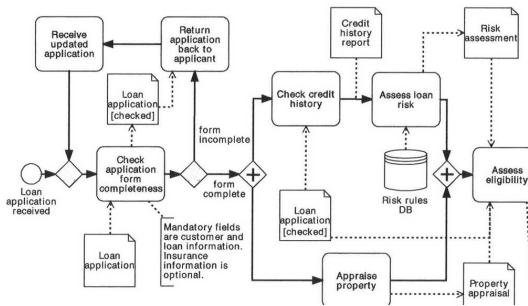 Receive
updated
application
Return
application
back to
applicant
Credit
history
report
Risk
assessment
Loan
application
[checked]
Check credit
history
Assess loan
risk
form
incomplete
Loan
application
received
Check
application
form
completeness
form
complete
Assess
eligibility
Risk rules
DB
Loan
application
[checked]
Loan
application
Mandatory fields
are customer and
loan information.
Insurance
information is
optional.
Appraise
property
Property
appraisal